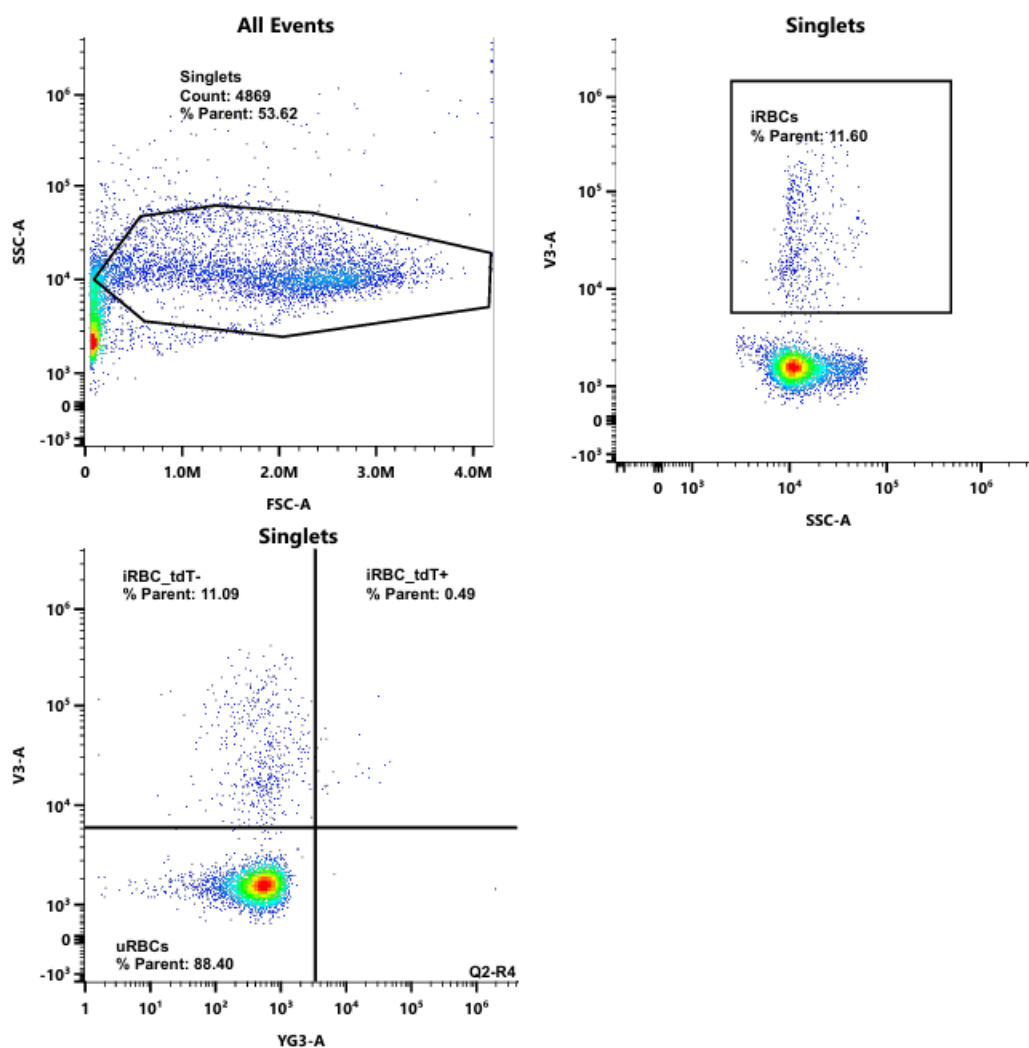 All Events
Singlets
Count: 4869
% Parent: 53.62
10⁶
10⁵
10⁴
10³
0
-10³
SSC-A
0
1.0M
2.0M
3.0M
4.0M
FSC-A
Singlets
iRBCs
% Parent: 11.60
10⁶
10⁵
10⁴
10³
0
-10³
V3-A
0
10³
10⁴
10⁵
10⁶
SSC-A
Singlets
iRBC_tdT-
% Parent: 11.09
iRBC_tdT+
% Parent: 0.49
10⁶
10⁵
10⁴
10³
0
-10³
V3-A
uRBCs
% Parent: 88.40
Q2-R4
1
10¹
10²
10³
10⁴
10⁵
10⁶
YG3-A